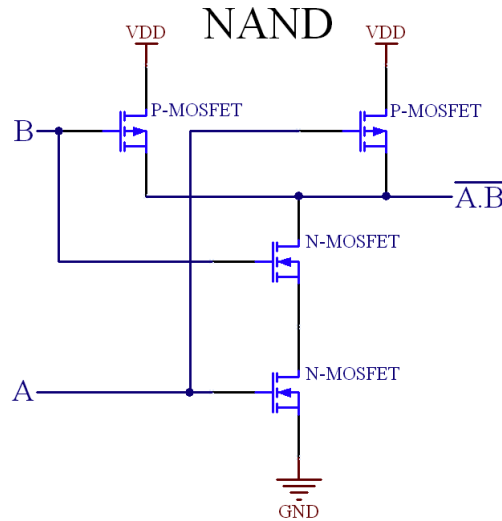 NAND
VDD
VDD
P-MOSFET
P-MOSFET
B
A.B
N-MOSFET
N-MOSFET
A
GND